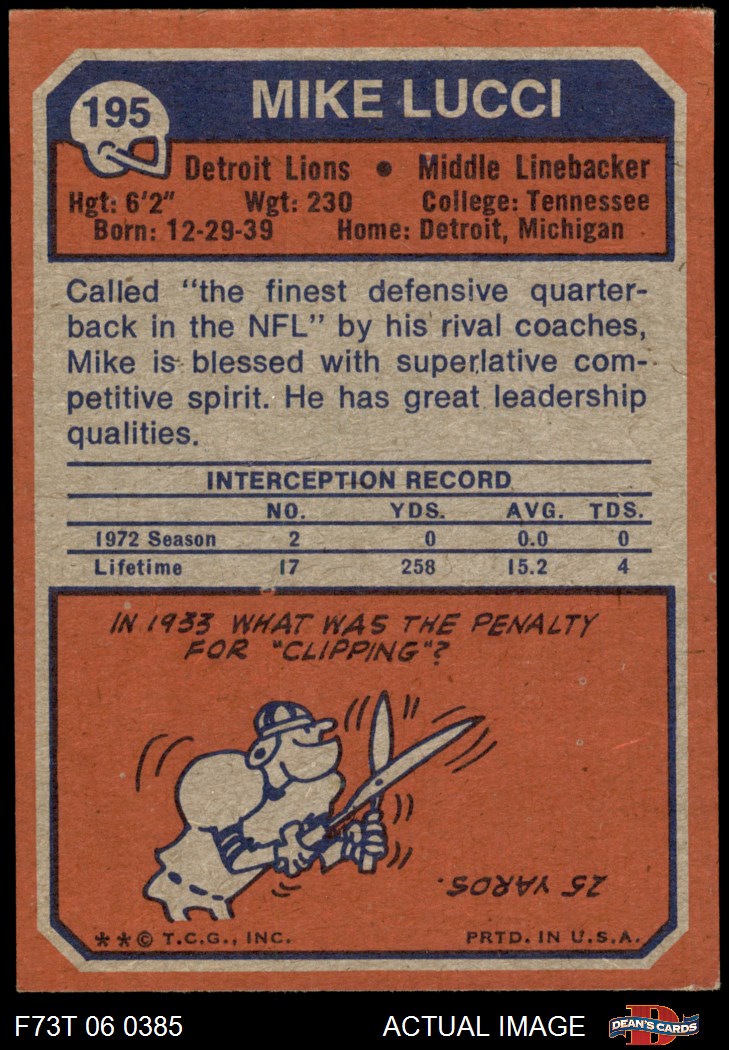 195
MIKE LUCCI
Detroit Lions • Middle Linebacker
Hgt: 6'2" Wgt: 230 College: Tennessee
Born: 12-29-39 Home: Detroit, Michigan
Called "the finest defensive quarter-
back in the NFL" by his rival coaches,
Mike is blessed with superlative com-
petitive spirit. He has great leadership
qualities.
INTERCEPTION RECORD
NO. YDS. AVG. TDS.
1972 Season 2 0 0.0 0
Lifetime 17 258 15.2 4
IN 1933 WHAT WAS THE PENALTY
FOR "CLIPPING"?
25 YARDS.
**© T.C.G., INC. PRTD. IN U.S.A.
F73T 06 0385 ACTUAL IMAGE DEAN'S CARDS